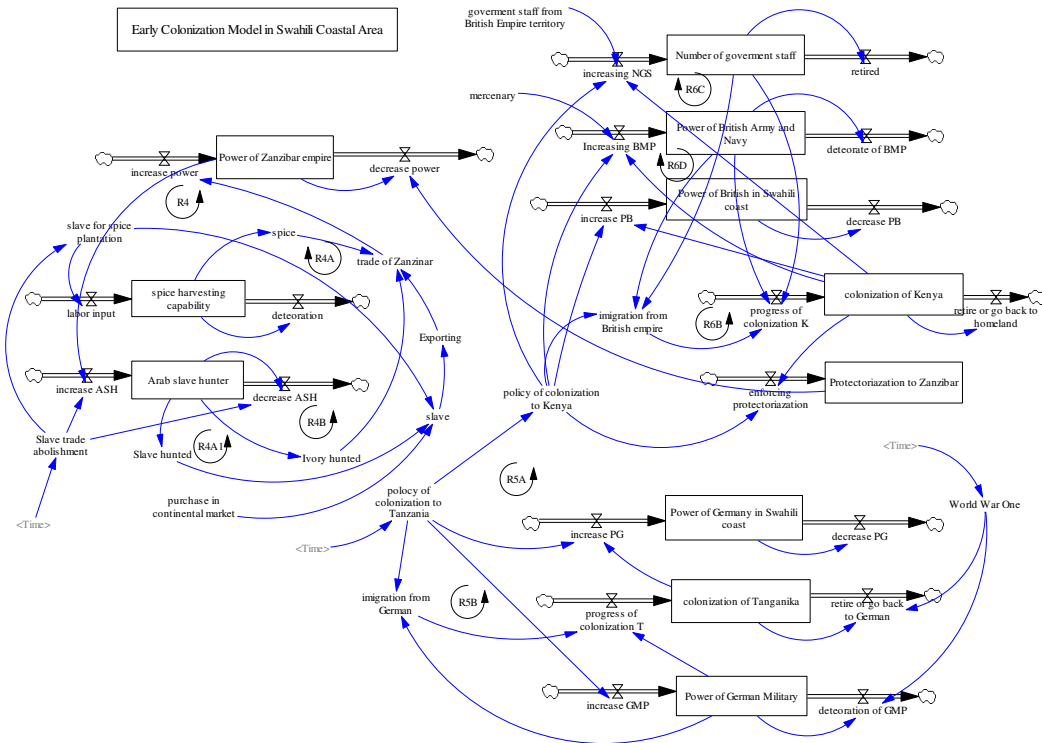 Early Colonization Model in Swahili Coastal Area
goverment staff from
British Empire territory
Number of goverment staff
increasing NGS
retired
R6C
mercenary
Power of British Army and
Navy
Increasing BMP
deteorate of BMP
R6D
Power of Zanzibar empire
increase power
decrease power
R4
Power of British in Swahili
coast
increase PB
decrease PB
slave for spice
plantation
spice
R4A
trade of Zanzinar
spice harvesting
capability
labor input
deteoration
colonization of Kenya
progress of
colonization K
retire or go back to
homeland
imigration from
British empire
R6B
Exporting
Arab slave hunter
increase ASH
decrease ASH
R4B
Protectoriazation to Zanzibar
enforcing
protectoriazation
policy of colonization
to Kenya
slave
Slave trade
abolishment
Slave hunted
R4A1
Ivory hunted
<Time>
purchase in
continental market
polocy of
colonization to
Tanzania
R5A
<Time>
World War One
Power of Germany in Swahili
coast
increase PG
decrease PG
<Time>
imigration from
German
R5B
colonization of Tanganika
progress of
colonization T
retire or go back
to German
Power of German Military
increase GMP
deteoration of GMP